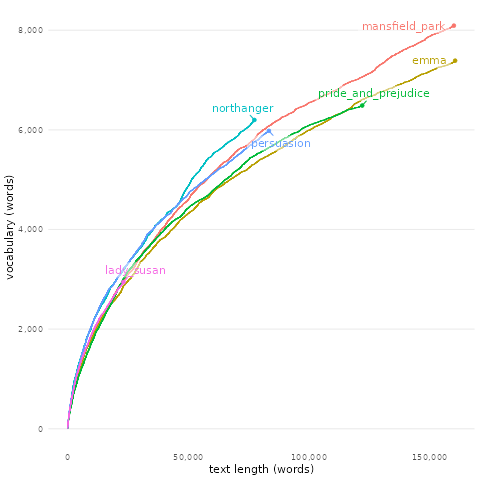 8,000
6,000
4,000
2,000
0
vocabulary (words)
mansfield_park
emma
pride_and_prejudice
northanger
persuasion
lady_susan
0
50,000
100,000
150,000
text length (words)